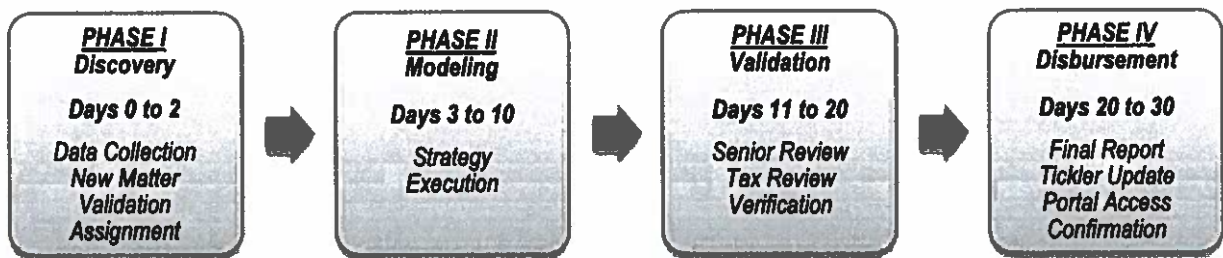 PHASE I
Discovery
Days 0 to 2
Data Collection
New Matter
Validation
Assignment
PHASE II
Modeling
Days 3 to 10
Strategy
Execution
PHASE III
Validation
Days 11 to 20
Senior Review
Tax Review
Verification
PHASE IV
Disbursement
Days 20 to 30
Final Report
Tickler Update
Portal Access
Confirmation